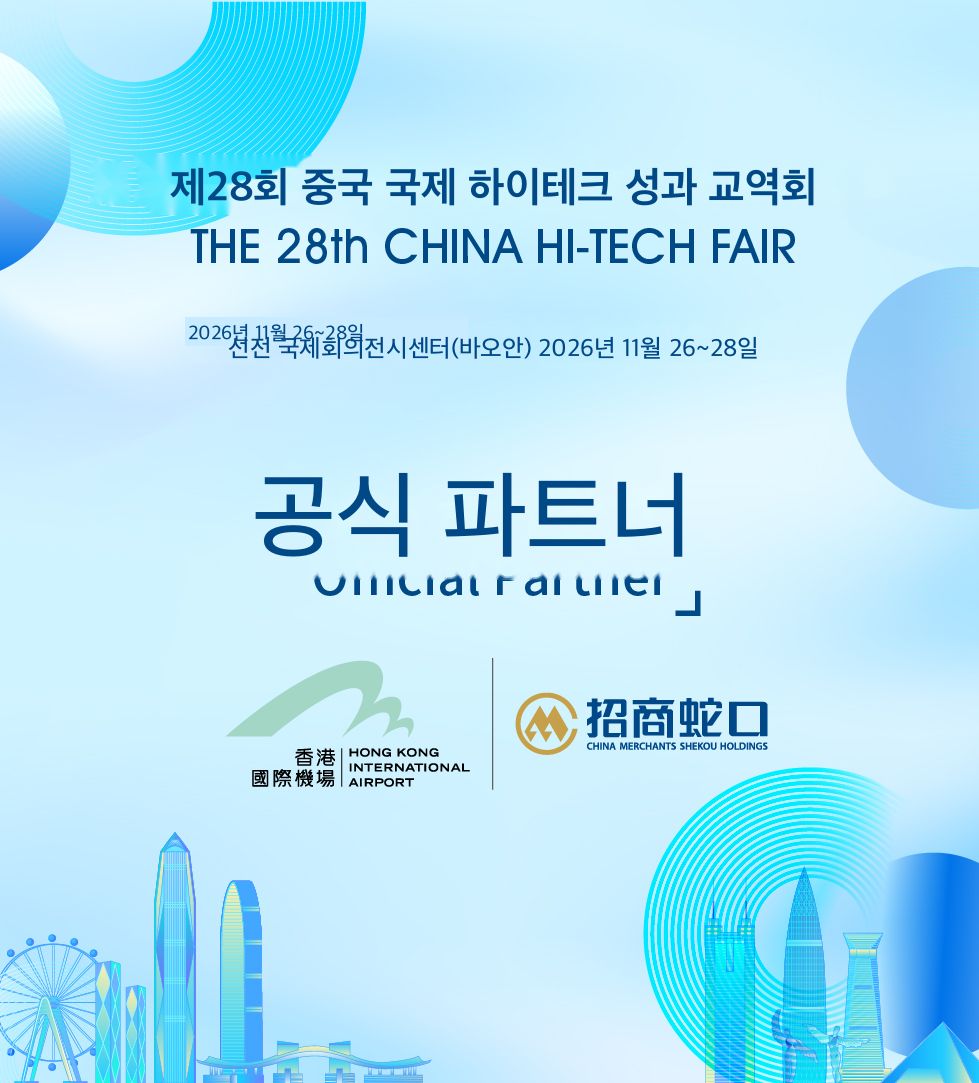 제28회 중국 국제 하이테크 성과 교역회
THE 28th CHINA HI-TECH FAIR
2026년 11월 26~28일
선전 국제회의전시센터(바오안) 2026년 11월 26~28일
공식 파트너
Official Partner
香港
國際機場
HONG KONG
INTERNATIONAL
AIRPORT
招商蛇口
CHINA MERCHANTS SHEKOU HOLDINGS